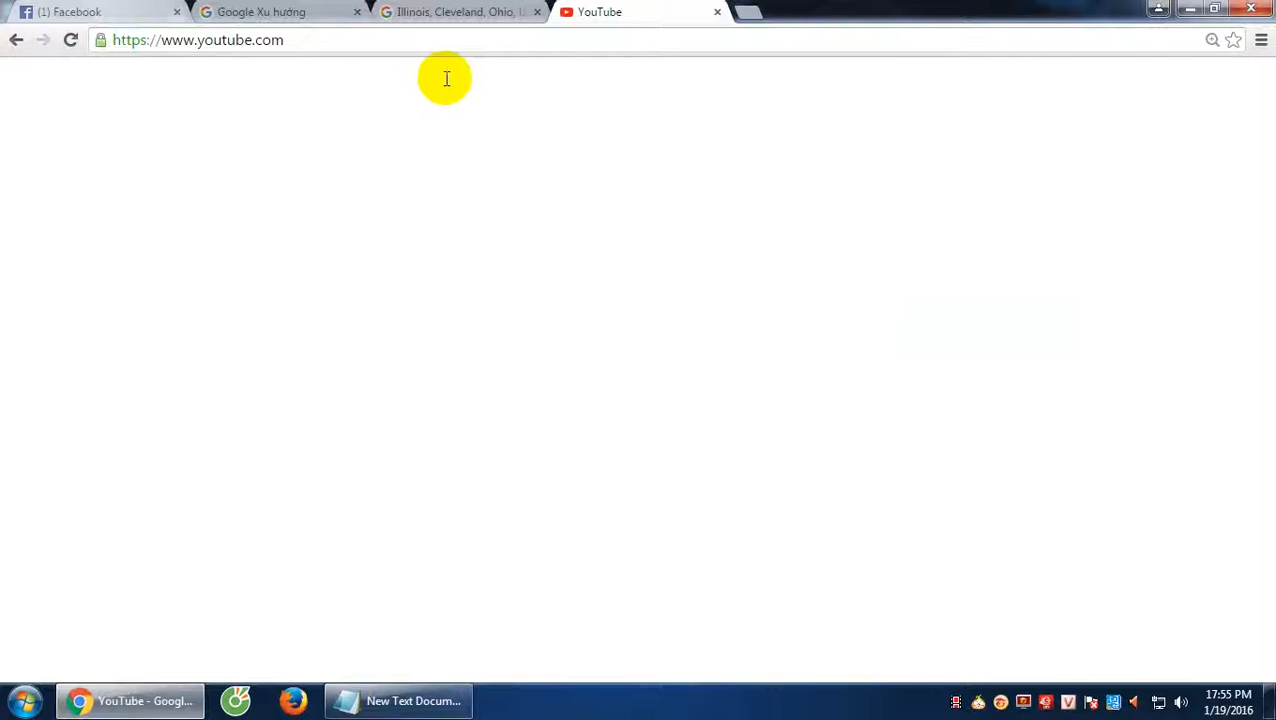 (1) Facebook
Google Xu hướng
Illinois, Cleveland, Ohio,
YouTube
https://www.youtube.com
YouTube - Googl...
New Text Docum...
17:55 PM
1/19/2016